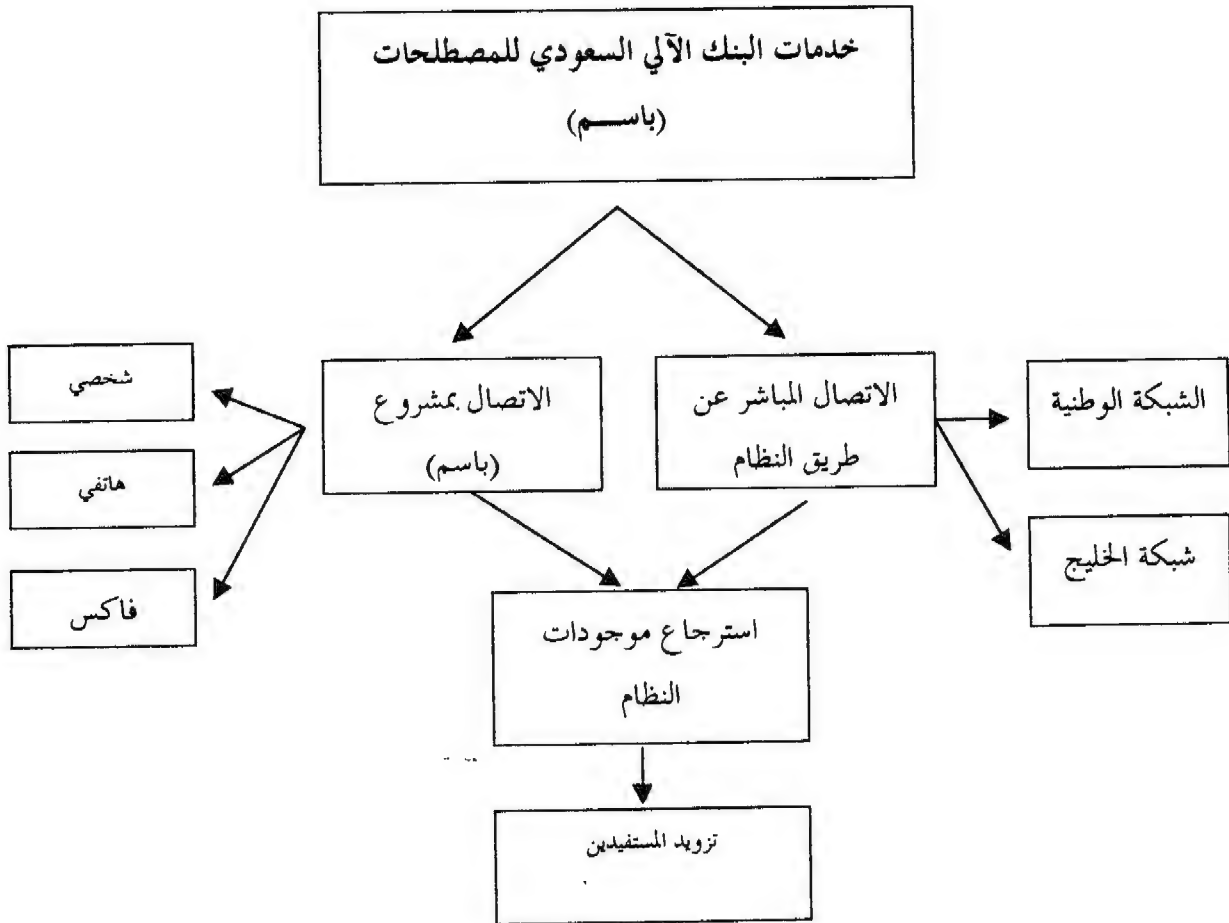 خدمات البنك الآلي السعودي للمصطلحات
(باســـم)
الاتصال المباشر عن
طريق النظام
الاتصال بمشروع
(باسم)
الشبكة الوطنية
شبكة الخليج
شخصي
هاتفي
فاكس
استرجاع موجودات
النظام
تزويد المستفيدين